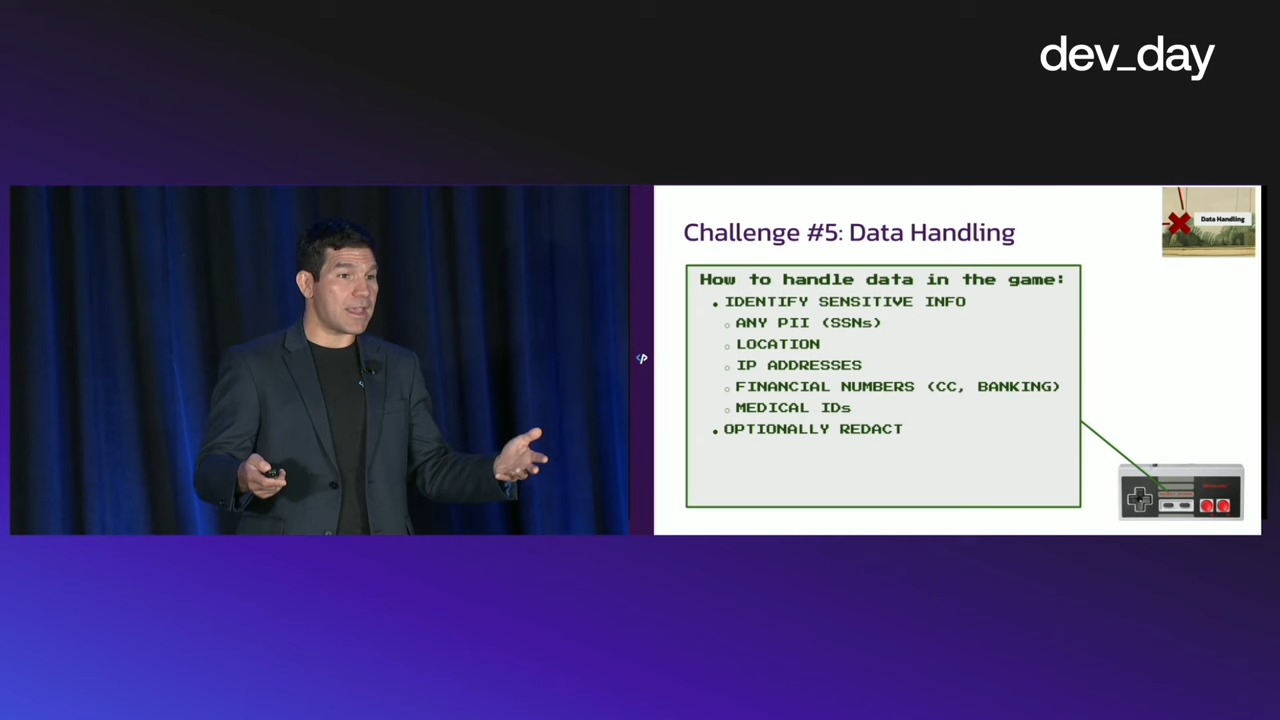 dev_day
Data Handling
Challenge #5: Data Handling
How to handle data in the game:
• IDENTIFY SENSITIVE INFO
○ ANY PII (SSNs)
○ LOCATION
○ IP ADDRESSES
○ FINANCIAL NUMBERS (CC, BANKING)
○ MEDICAL IDs
• OPTIONALLY REDACT
Nintendo